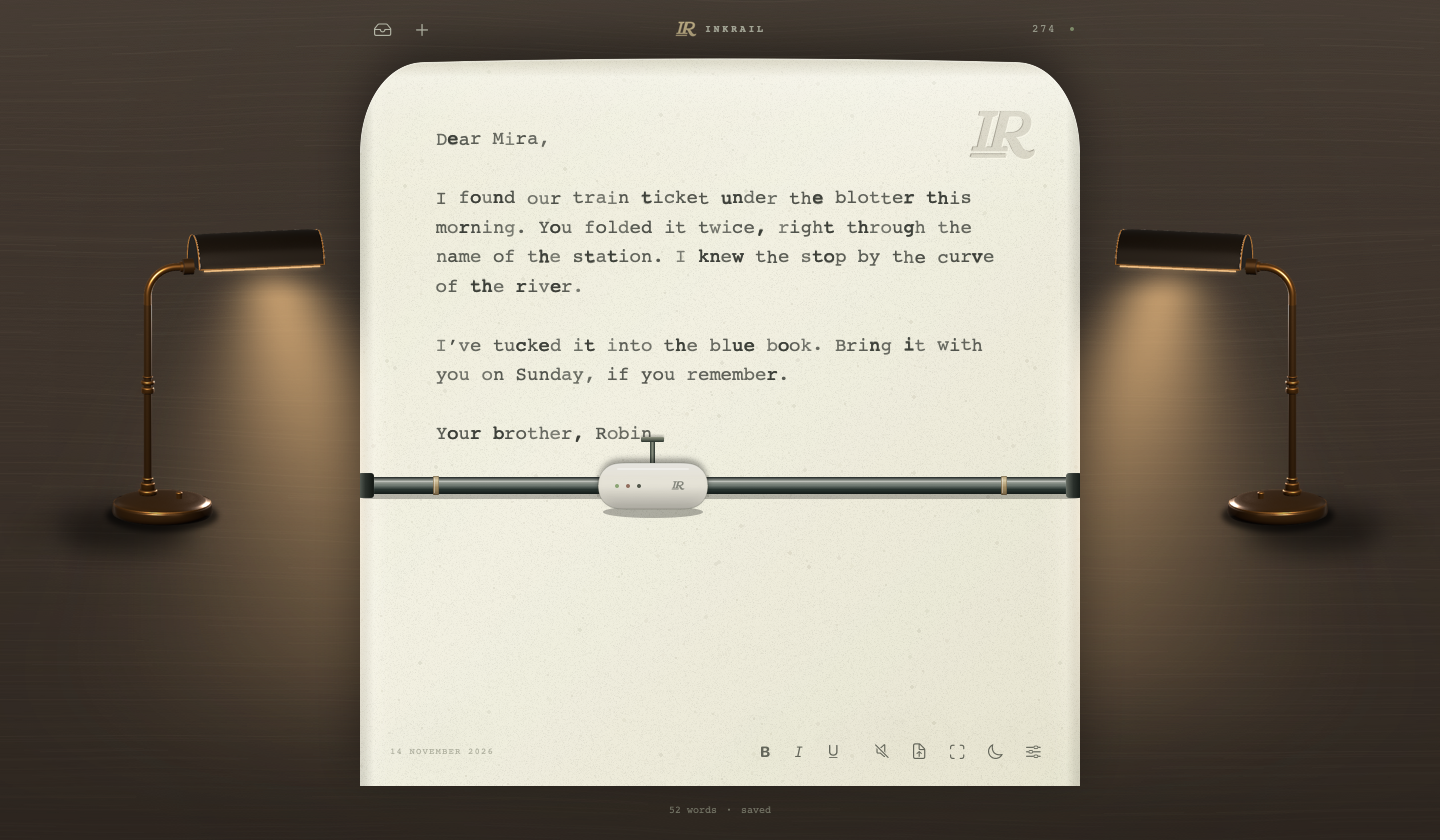 IR INKRAIL
274
IR
Dear Mira,
I found our train ticket under the blotter this
morning. You folded it twice, right through the
name of the station. I knew the stop by the curve
of the river.
I’ve tucked it into the blue book. Bring it with
you on Sunday, if you remember.
Your brother, Robin
IR
14 NOVEMBER 2026
B I U
52 words · saved